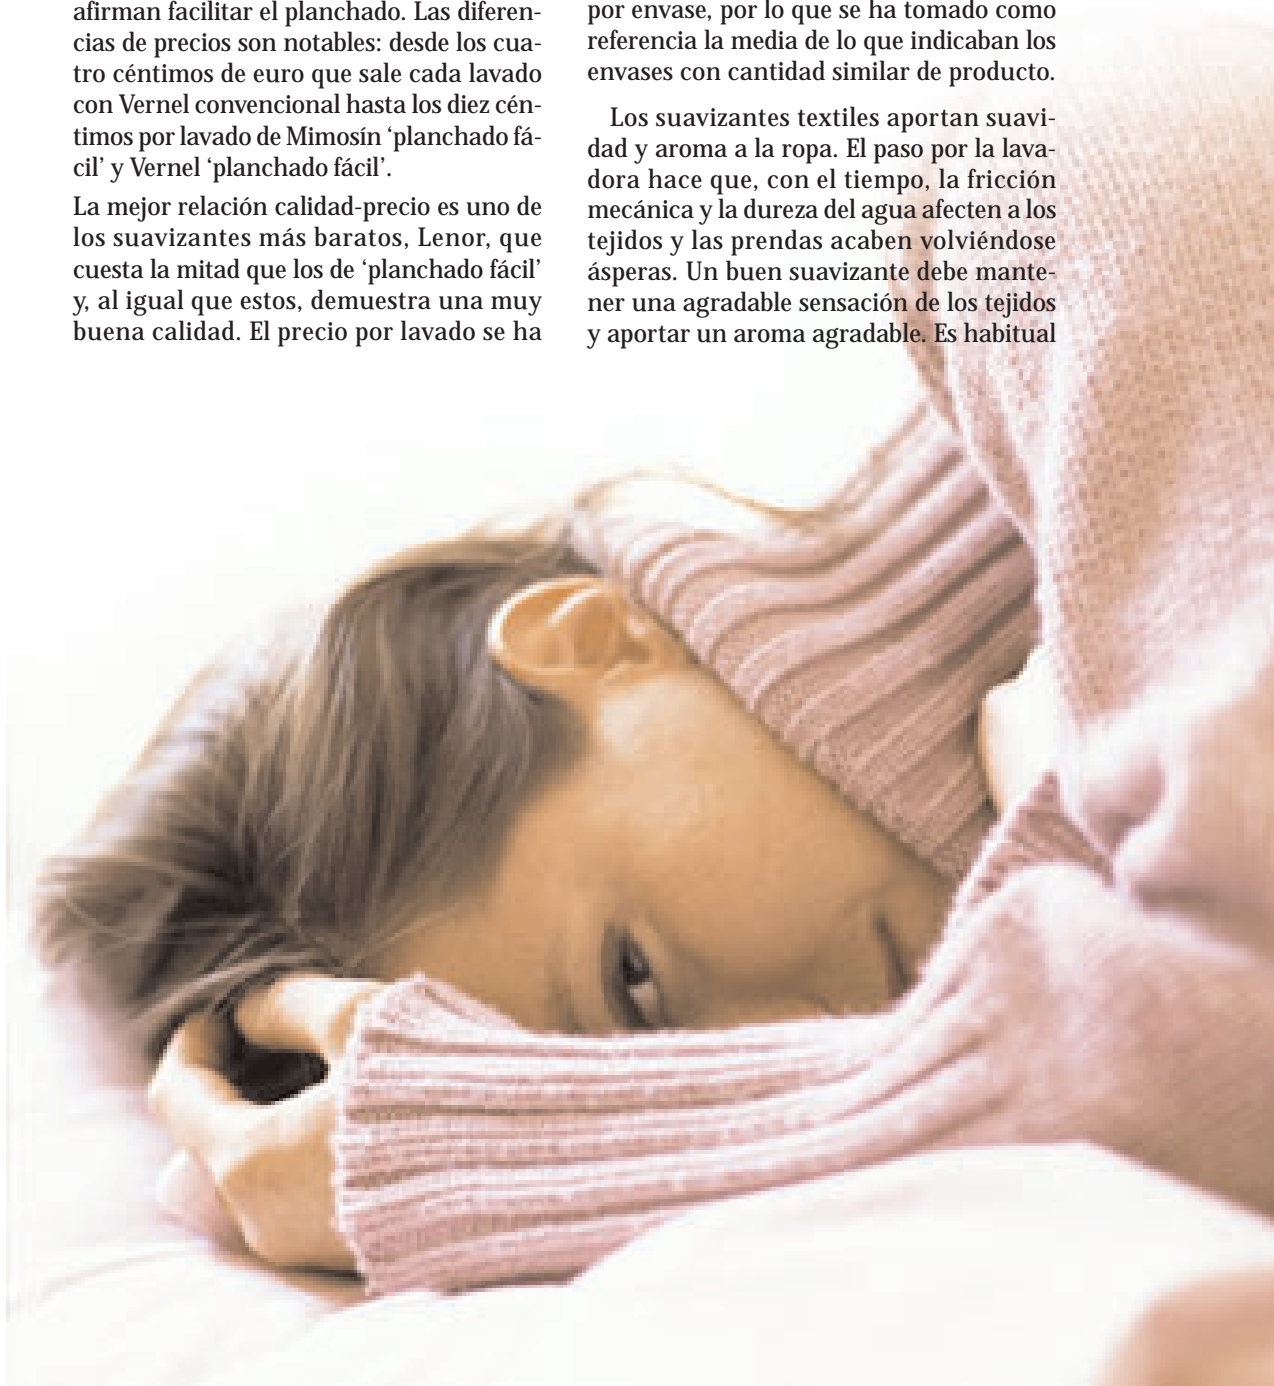 afirman facilitar el planchado. Las diferen-
cias de precios son notables: desde los cua-
tro céntimos de euro que sale cada lavado
con Vernel convencional hasta los diez cén-
timos por lavado de Mimosín ‘planchado fá-
cil’ y Vernel ‘planchado fácil’.
La mejor relación calidad-precio es uno de
los suavizantes más baratos, Lenor, que
cuesta la mitad que los de ‘planchado fácil’
y, al igual que estos, demuestra una muy
buena calidad. El precio por lavado se ha
por envase, por lo que se ha tomado como
referencia la media de lo que indicaban los
envases con cantidad similar de producto.
Los suavizantes textiles aportan suavi-
dad y aroma a la ropa. El paso por la lava-
dora hace que, con el tiempo, la fricción
mecánica y la dureza del agua afecten a los
tejidos y las prendas acaben volviéndose
ásperas. Un buen suavizante debe mante-
ner una agradable sensación de los tejidos
y aportar un aroma agradable. Es habitual